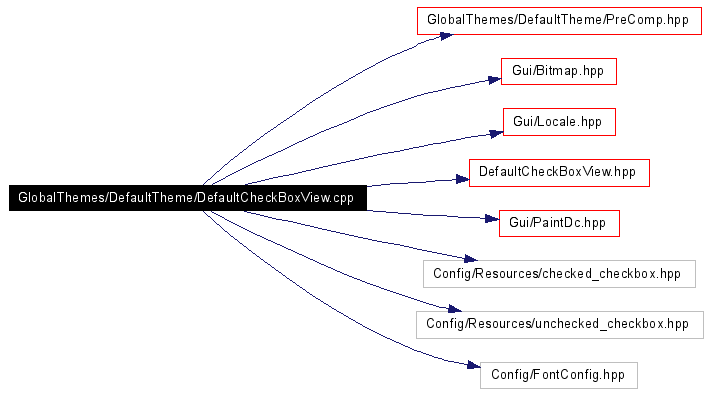 GlobalThemes/DefaultTheme/PreComp.hpp
Gui/Bitmap.hpp
Gui/Locale.hpp
DefaultCheckBoxView.hpp
GlobalThemes/DefaultTheme/DefaultCheckBoxView.cpp
Gui/PaintDc.hpp
Config/Resources/checked_checkbox.hpp
Config/Resources/unchecked_checkbox.hpp
Config/FontConfig.hpp